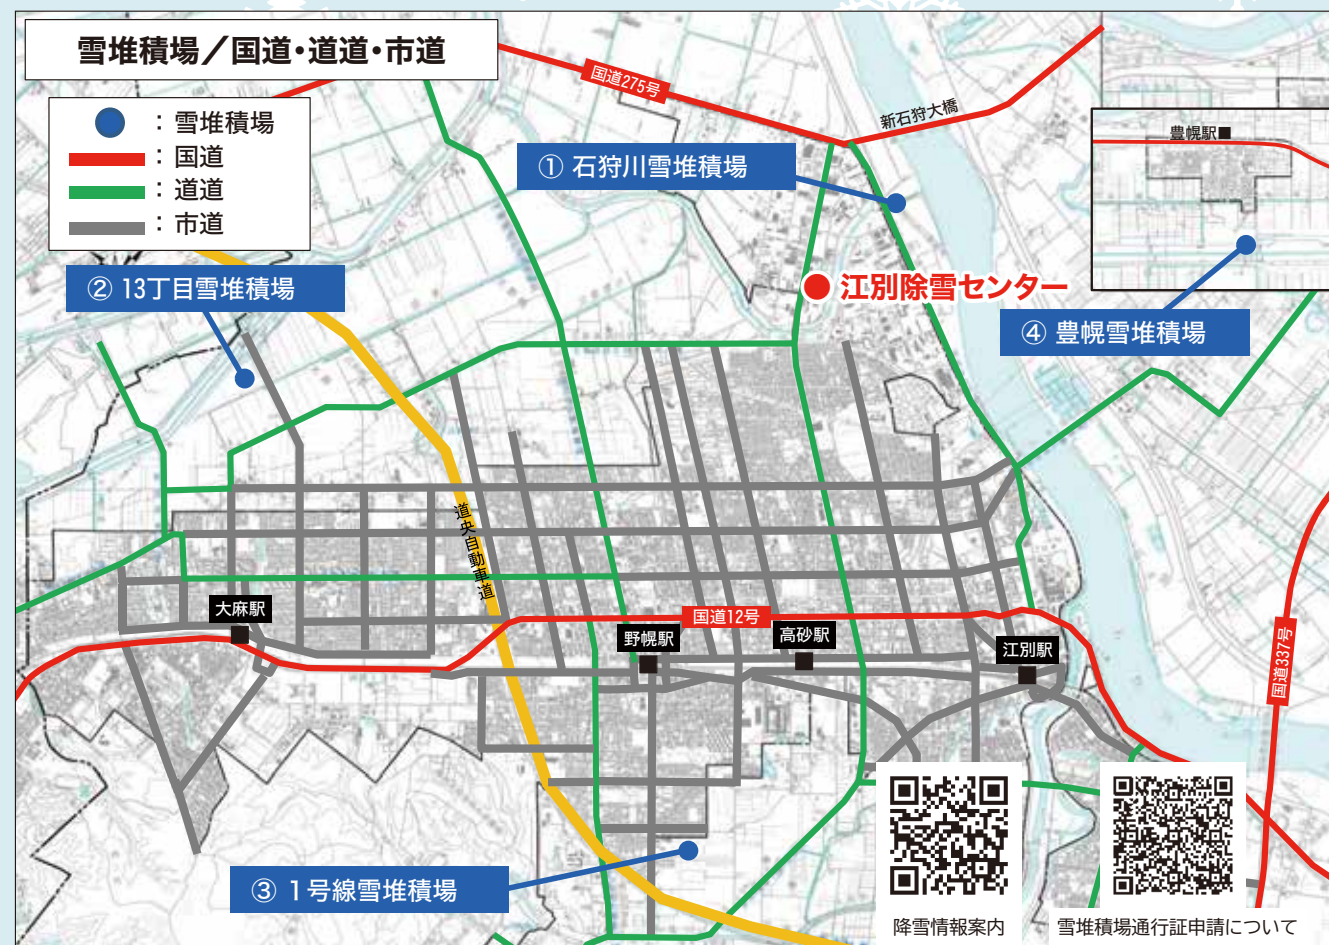 雪堆積場／国道・道道・市道
：雪堆積場
：国道
：道道
：市道
国道275号
新石狩大橋
豊幌駅■
① 石狩川雪堆積場
② 13丁目雪堆積場
江別除雪センター
④ 豊幌雪堆積場
道央自動車道
大麻駅
国道12号
野幌駅
高砂駅
江別駅
国道337号
③ 1号線雪堆積場
降雪情報案内
雪堆積場通行証申請について